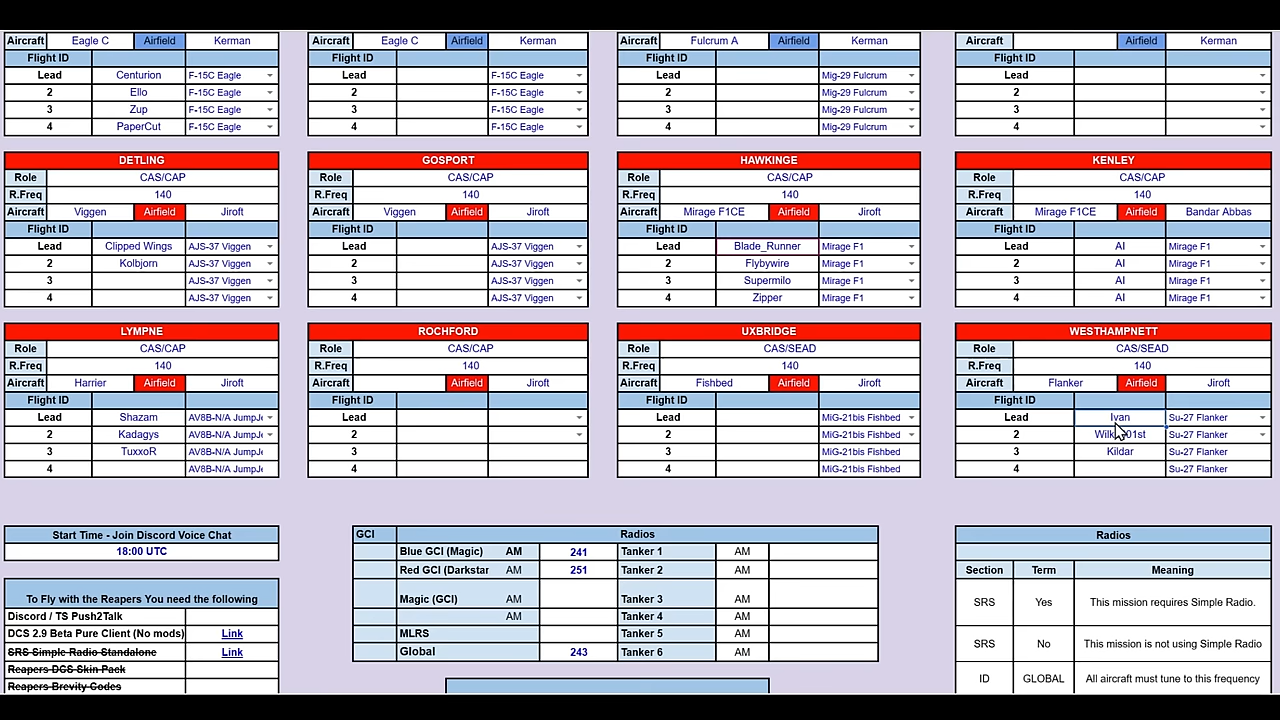 Aircraft Eagle C Airfield Kerman
Flight ID
Lead Centurion F-15C Eagle
2 Ello F-15C Eagle
3 Zup F-15C Eagle
4 PaperCut F-15C Eagle
Aircraft Eagle C Airfield Kerman
Flight ID
Lead F-15C Eagle
2 F-15C Eagle
3 F-15C Eagle
4 F-15C Eagle
Aircraft Fulcrum A Airfield Kerman
Flight ID
Lead Mig-29 Fulcrum
2 Mig-29 Fulcrum
3 Mig-29 Fulcrum
4 Mig-29 Fulcrum
Aircraft Airfield Kerman
Flight ID
Lead
2
3
4
DETLING
Role CAS/CAP
R.Freq 140
Aircraft Viggen Airfield Jiroft
Flight ID
Lead Clipped Wings AJS-37 Viggen
2 Kolbjorn AJS-37 Viggen
3 AJS-37 Viggen
4 AJS-37 Viggen
GOSPORT
Role CAS/CAP
R.Freq 140
Aircraft Viggen Airfield Jiroft
Flight ID
Lead AJS-37 Viggen
2 AJS-37 Viggen
3 AJS-37 Viggen
4 AJS-37 Viggen
HAWKINGE
Role CAS/CAP
R.Freq 140
Aircraft Mirage F1CE Airfield Jiroft
Flight ID
Lead Blade_Runner Mirage F1
2 Flybywire Mirage F1
3 Supermilo Mirage F1
4 Zipper Mirage F1
KENLEY
Role CAS/CAP
R.Freq 140
Aircraft Mirage F1CE Airfield Bandar Abbas
Flight ID
Lead AI Mirage F1
2 AI Mirage F1
3 AI Mirage F1
4 AI Mirage F1
LYMPNE
Role CAS/CAP
R.Freq 140
Aircraft Harrier Airfield Jiroft
Flight ID
Lead Shazam AV8B-N/A
2 Kadagys AV8B-N/A
3 TuxxoR AV8B-N/A
4 AV8B-N/A
ROCHFORD
Role CAS/CAP
R.Freq 140
Aircraft Airfield Jiroft
Flight ID
Lead
2
3
4
UXBRIDGE
Role CAS/SEAD
R.Freq 140
Aircraft Fishbed Airfield Jiroft
Flight ID
Lead MiG-21bis Fishbed
2 MiG-21bis Fishbed
3 MiG-21bis Fishbed
4 MiG-21bis Fishbed
WESTHAMPNETT
Role CAS/SEAD
R.Freq 140
Aircraft Flanker Airfield Jiroft
Flight ID
Lead Ivan Su-27 Flanker
2 Su-27 Flanker
3 Kildar Su-27 Flanker
4 Su-27 Flanker
Start Time - Join Discord Voice Chat
18:00 UTC
To Fly with the Reapers You need the following
Discord / TS Push2Talk
DCS 2.9 Beta Pure Client (No mods) Link
SRS Simple Radio Standalone Link
Reapers DCS Skin Pack
Reapers Brevity Codes
GCI Radios
Blue GCI (Magic) AM 241 Tanker 1 AM
Red GCI (Darkstar AM 251 Tanker 2 AM
Magic (GCI) AM Tanker 3 AM
AM Tanker 4 AM
MLRS Tanker 5 AM
Global 243 Tanker 6 AM
Radios
Section Term Meaning
SRS Yes This mission requires Simple Radio.
SRS No This mission is not using Simple Radio
ID GLOBAL All aircraft must tune to this frequency